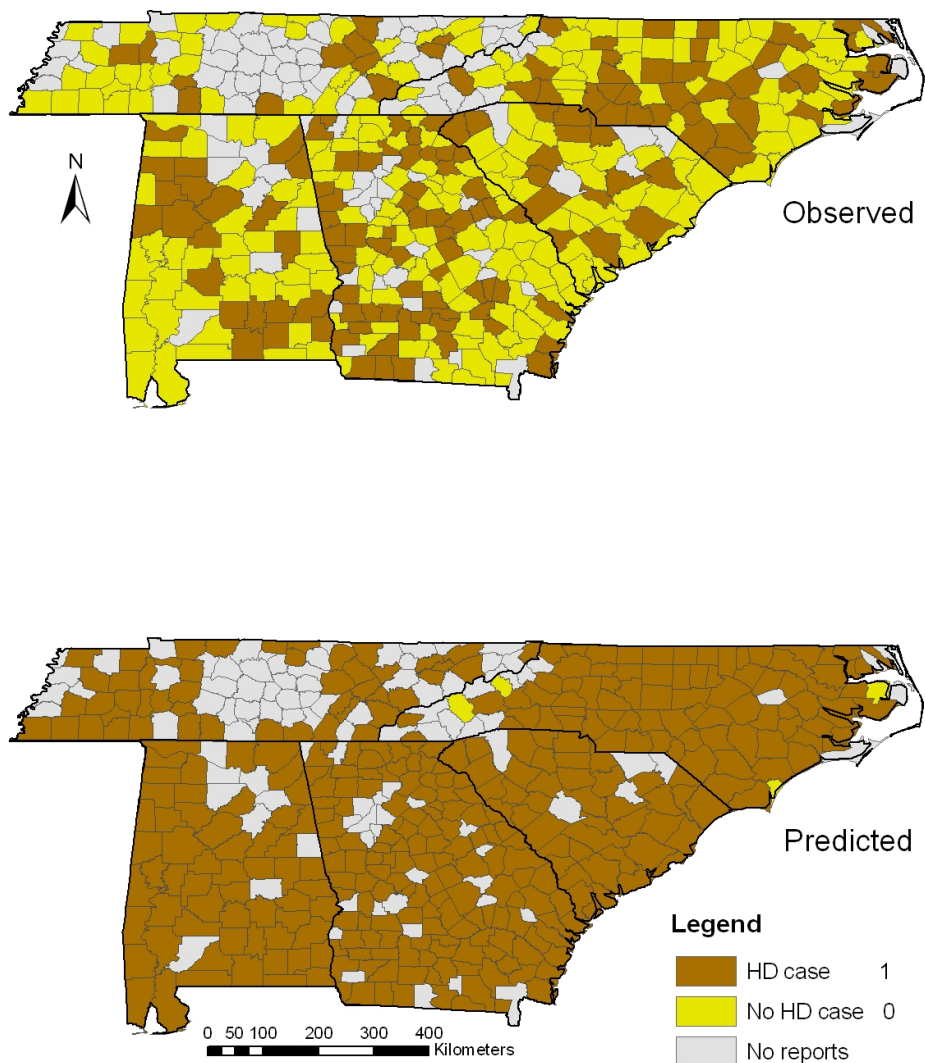 N
Observed
Predicted
Legend
HD case 1
No HD case 0
No reports
0 50 100 200 300 400
Kilometers